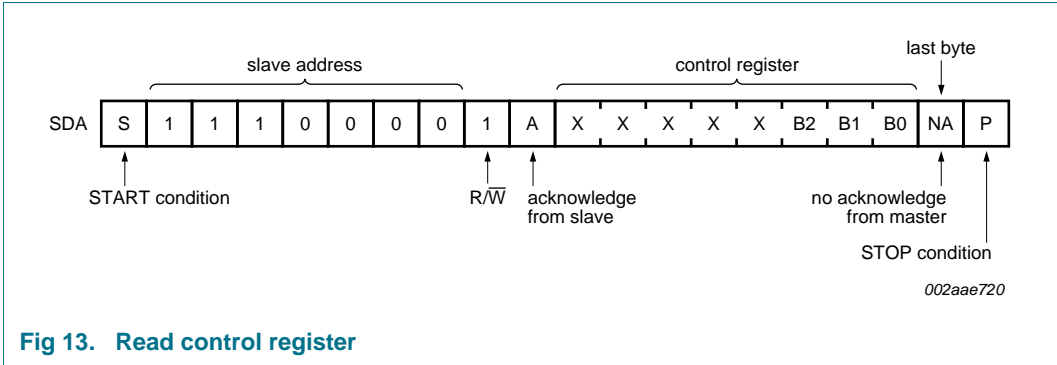 last byte
slave address control register
SDA S 1 1 1 0 0 0 0 1 A X X X X X B2 B1 B0 NA P
START condition R/W̅ acknowledge from slave no acknowledge from master
STOP condition
002aae720
Fig 13. Read control register